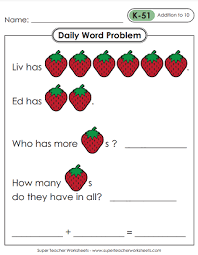 K-51 Addition to 10
Daily Word Problem
Name:
Liv has
Ed has
Who has more s?
How many s
do they have in all?
+ =
Super Teacher Worksheets - www.superteacherworksheets.com